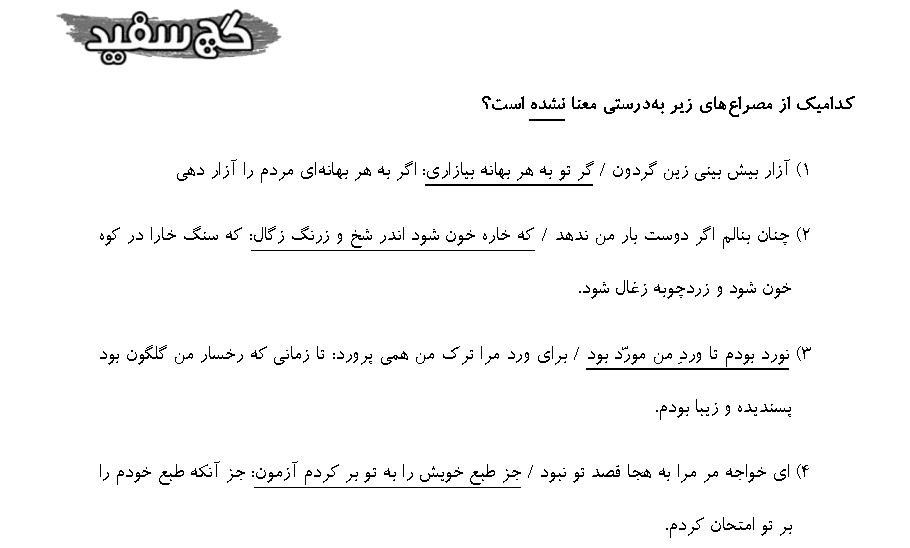 گچ سفید
کدامیک از مصراع‌های زیر به‌درستی معنا نشده است؟
۱) آزار بیش بینی زین گردون / گر تو به هر بهانه بیازاری: اگر به هر بهانه‌ای مردم را آزار دهی
۲) چنان بنالم اگر دوست بار من ندهد / که خاره خون شود اندر شخ و زرنگ زگال: که سنگ خارا در کوه
خون شود و زردچوبه زغال شود.
۳) نورد بودم تا وردِ من مورّد بود / برای ورد مرا ترک من همی پرورد: تا زمانی که رخسار من گلگون بود
پسندیده و زیبا بودم.
۴) ای خواجه مر مرا به هجا قصد تو نبود / جز طبع خویش را به تو بر کردم آزمون: جز آنکه طبع خودم را
بر تو امتحان کردم.